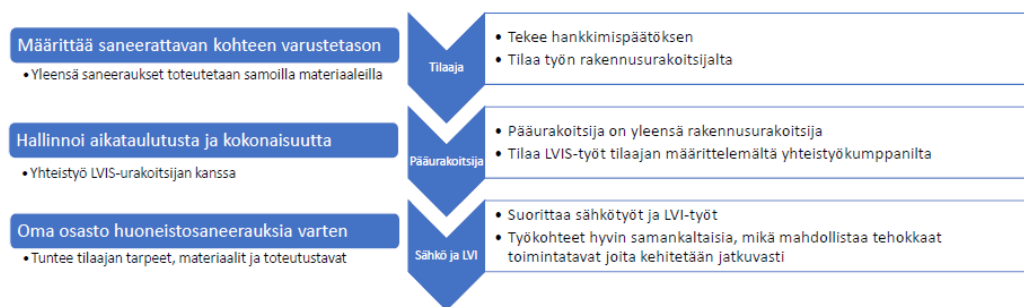 Määrittää saneerattavan kohteen varustetason
• Yleensä saneeraukset toteutetaan samoilla materiaaleilla
Tilaaja
• Tekee hankkimispäätöksen
• Tilaa työn rakennusurakoitsijalta
Hallinnoi aikataulutusta ja kokonaisuutta
• Yhteistyö LVIS-urakoitsijan kanssa
Pääurakoitsija
• Pääurakoitsija on yleensä rakennusurakoitsija
• Tilaa LVIS-työt tilaajan määrittelemältä yhteistyökumppanilta
Oma osasto huoneistosaneerauksia varten
• Tuntee tilaajan tarpeet, materiaalit ja toteutustavat
Sähkö ja LVI
• Suorittaa sähkötyöt ja LVI-työt
• Työkohteet hyvin samankaltaisia, mikä mahdollistaa tehokkaat
toimintatavat joita kehitetään jatkuvasti